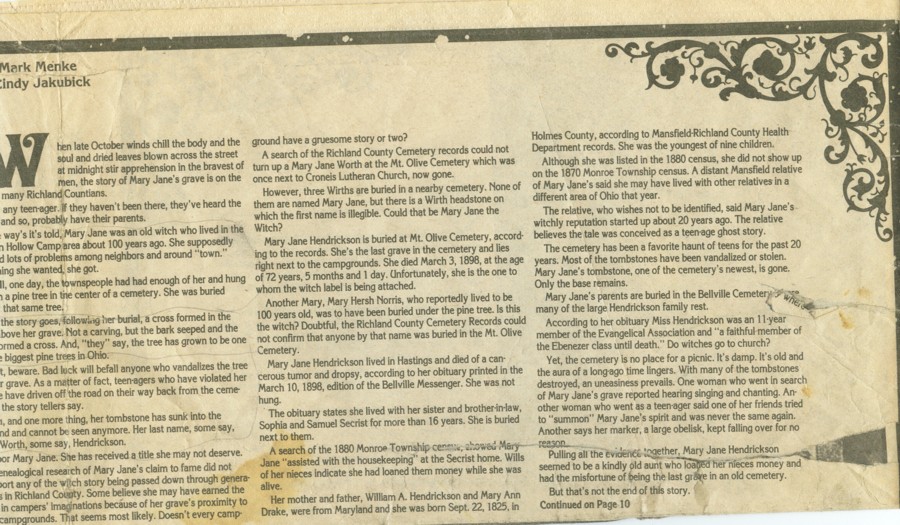 Mark Menke
Cindy Jakubick
When late October winds chill the body and the
soul and dried leaves blown across the street
at midnight stir apprehension in the bravest of
men, the story of Mary Jane's grave is on the
many Richland Countians.
any teen-ager. If they haven't been there, they've heard the
and so, probably have their parents.
way's it's told, Mary Jane was an old witch who lived in the
Hollow Camp area about 100 years ago. She supposedly
lots of problems among neighbors and around "town."
she wanted, she got.
one day, the townspeople had had enough of her and hung
a pine tree in the center of a cemetery. She was buried
that same tree.
the story goes, following her burial, a cross formed in the
above her grave. Not a carving, but the bark seeped and the
formed a cross. And, "they" say, the tree has grown to be one
biggest pine trees in Ohio.
beware. Bad luck will befall anyone who vandalizes the tree
grave. As a matter of fact, teen-agers who have violated her
have driven off the road on their way back from the ceme-
the story tellers say.
and one more thing, her tombstone has sunk into the
and cannot be seen anymore. Her last name, some say,
Worth, some say, Hendrickson.
Mary Jane. She has received a title she may not deserve.
genealogical research of Mary Jane's claim to fame did not
any of the witch story being passed down through genera-
in Richland County. Some believe she may have earned the
in campers' imaginations because of her grave's proximity to
campgrounds. That seems most likely. Doesn't every camp-
ground have a gruesome story or two?
A search of the Richland County Cemetery records could not
turn up a Mary Jane Worth at the Mt. Olive Cemetery which was
once next to Croneis Lutheran Church, now gone.
However, three Wirths are buried in a nearby cemetery. None of
them are named Mary Jane, but there is a Wirth headstone on
which the first name is illegible. Could that be Mary Jane the
Witch?
Mary Jane Hendrickson is buried at Mt. Olive Cemetery, accord-
ing to the records. She's the last grave in the cemetery and lies
right next to the campgrounds. She died March 3, 1898, at the age
of 72 years, 5 months and 1 day. Unfortunately, she is the one to
whom the witch label is being attached.
Another Mary, Mary Hersh Norris, who reportedly lived to be
100 years old, was to have been buried under the pine tree. Is this
the witch? Doubtful, the Richland County Cemetery Records could
not confirm that anyone by that name was buried in the Mt. Olive
Cemetery.
Mary Jane Hendrickson lived in Hastings and died of a can-
cerous tumor and dropsy, according to her obituary printed in the
March 10, 1898, edition of the Bellville Messenger. She was not
hung.
The obituary states she lived with her sister and brother-in-law,
Sophia and Samuel Secrist for more than 16 years. She is buried
next to them.
A search of the 1880 Monroe Township census, showed Mary
Jane "assisted with the housekeeping" at the Secrist home. Wills
of her nieces indicate she had loaned them money while she was
alive.
Her mother and father, William A. Hendrickson and Mary Ann
Drake, were from Maryland and she was born Sept. 22, 1825, in
Holmes County, according to Mansfield-Richland County Health
Department records. She was the youngest of nine children.
Although she was listed in the 1880 census, she did not show up
on the 1870 Monroe Township census. A distant Mansfield relative
of Mary Jane's said she may have lived with other relatives in a
different area of Ohio that year.
The relative, who wishes not to be identified, said Mary Jane's
witchly reputation started up about 20 years ago. The relative
believes the tale was conceived as a teen-age ghost story.
The cemetery has been a favorite haunt of teens for the past 20
years. Most of the tombstones have been vandalized or stolen.
Mary Jane's tombstone, one of the cemetery's newest, is gone.
Only the base remains.
Mary Jane's parents are buried in the Bellville Cemetery where
many of the large Hendrickson family rest.
According to her obituary Miss Hendrickson was an 11-year
member of the Evangelical Association and "a faithful member of
the Ebenezer class until death." Do witches go to church?
Yet, the cemetery is no place for a picnic. It's damp. It's old and
the aura of a long-ago time lingers. With many of the tombstones
destroyed, an uneasiness prevails. One woman who went in search
of Mary Jane's grave reported hearing singing and chanting. An-
other woman who went as a teen-ager said one of her friends tried
to "summon" Mary Jane's spirit and was never the same again.
Another says her marker, a large obelisk, kept falling over for no
reason.
Pulling all the evidence together, Mary Jane Hendrickson
seemed to be a kindly old aunt who loaned her nieces money and
had the misfortune of being the last grave in an old cemetery.
But that's not the end of this story.
Continued on Page 10